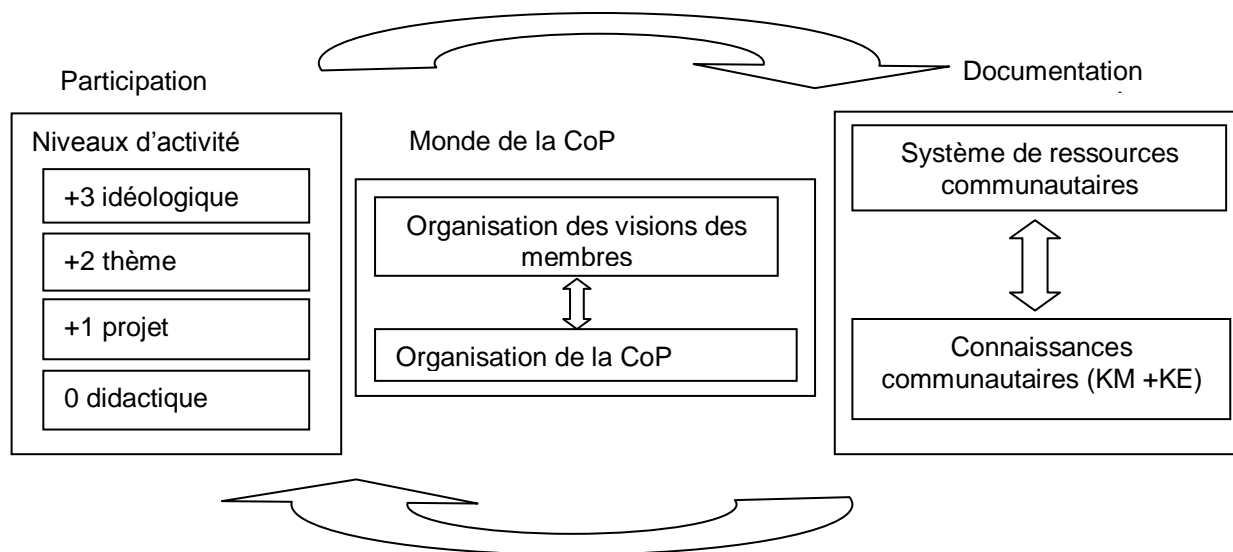 Participation
Niveaux d'activité
+3 idéologique
+2 thème
+1 projet
0 didactique
Monde de la CoP
Organisation des visions des
membres
Organisation de la CoP
Documentation
Système de ressources
communautaires
Connaissances
communautaires (KM +KE)